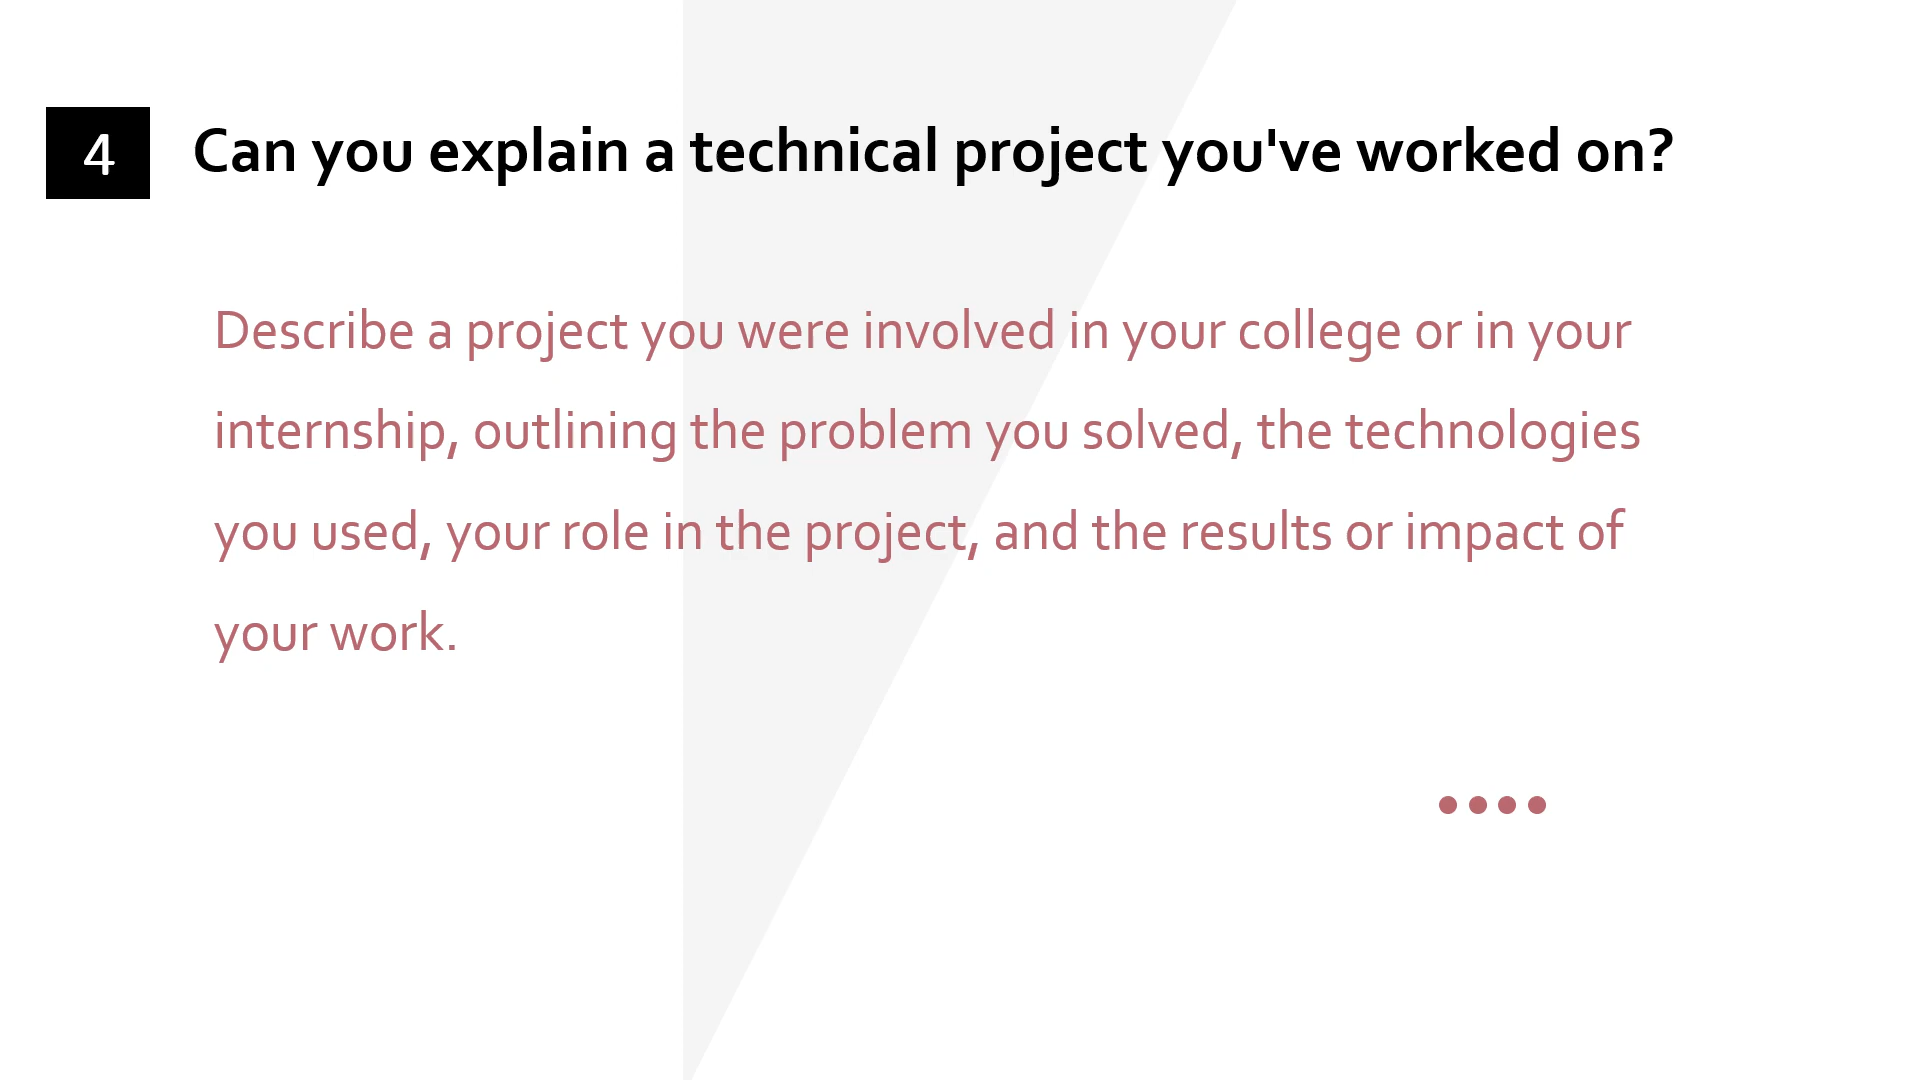 4 Can you explain a technical project you've worked on?
Describe a project you were involved in your college or in your
internship, outlining the problem you solved, the technologies
you used, your role in the project, and the results or impact of
your work.